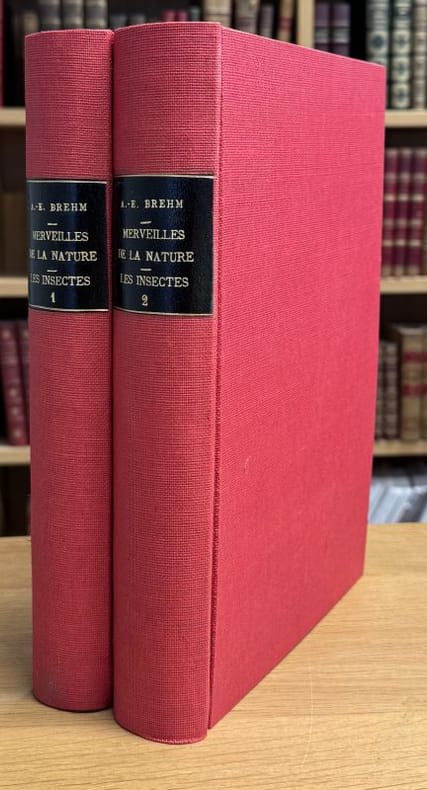 A.-E. BREHM
MERVEILLES
DE LA NATURE
LES INSECTES
1
A.-E. BREHM
MERVEILLES
DE LA NATURE
LES INSECTES
2